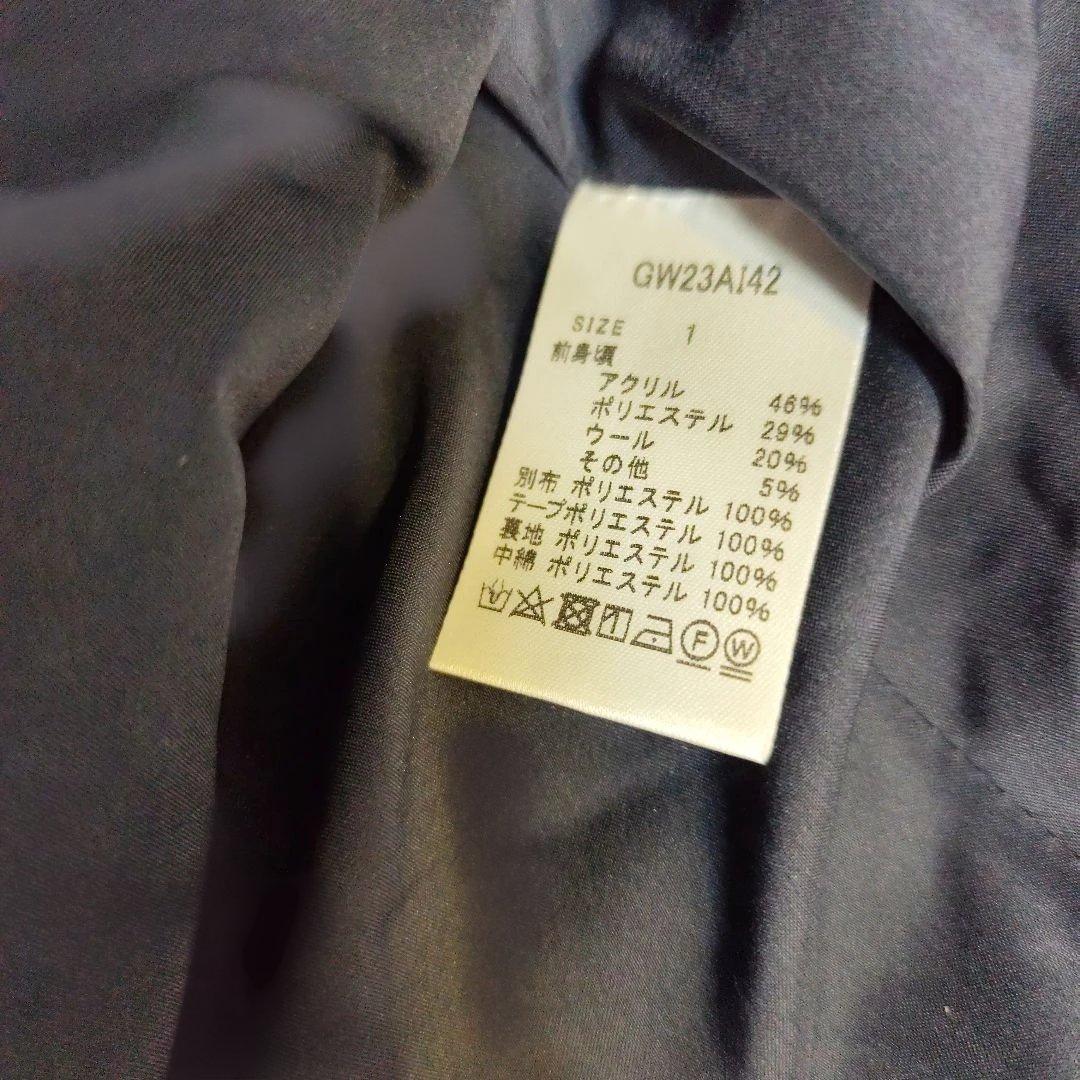 GW23AI42
SIZE 1
前身頃
アクリル 46%
ポリエステル 29%
ウール 20%
その他 5%
別布 ポリエステル 100%
テープポリエステル 100%
裏地 ポリエステル 100%
中綿 ポリエステル 100%
F W